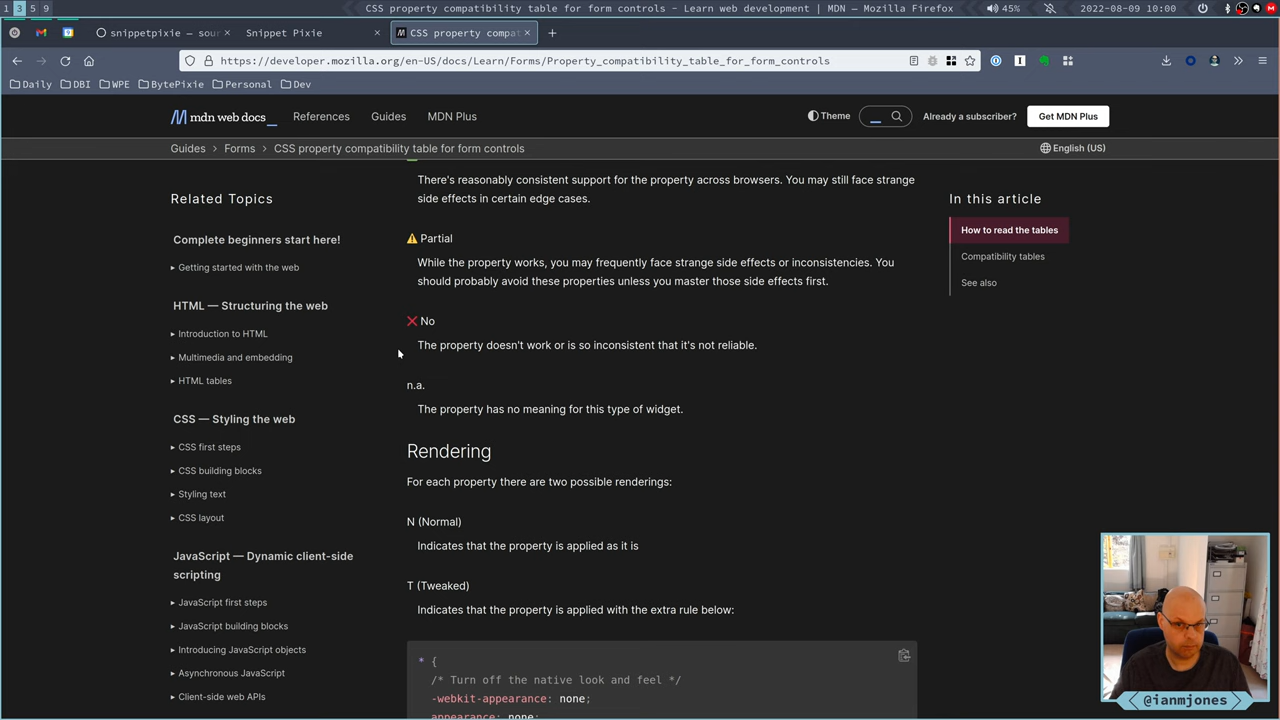 1 3 5 9
CSS property compatibility table for form controls - Learn web development | MDN — Mozilla Firefox
45%
2022-08-09 10:00
snippetpixie — sour
Snippet Pixie
CSS property compat
https://developer.mozilla.org/en-US/docs/Learn/Forms/Property_compatibility_table_for_form_controls
Daily
DBI
WPE
BytePixie
Personal
Dev
mdn web docs
References
Guides
MDN Plus
Theme
Already a subscriber?
Get MDN Plus
Guides
Forms
CSS property compatibility table for form controls
English (US)
Related Topics
Complete beginners start here!
Getting started with the web
HTML — Structuring the web
Introduction to HTML
Multimedia and embedding
HTML tables
CSS — Styling the web
CSS first steps
CSS building blocks
Styling text
CSS layout
JavaScript — Dynamic client-side
scripting
JavaScript first steps
JavaScript building blocks
Introducing JavaScript objects
Asynchronous JavaScript
Client-side web APIs
There's reasonably consistent support for the property across browsers. You may still face strange
side effects in certain edge cases.
Partial
While the property works, you may frequently face strange side effects or inconsistencies. You
should probably avoid these properties unless you master those side effects first.
No
The property doesn't work or is so inconsistent that it's not reliable.
n.a.
The property has no meaning for this type of widget.
Rendering
For each property there are two possible renderings:
N (Normal)
Indicates that the property is applied as it is
T (Tweaked)
Indicates that the property is applied with the extra rule below:
* {
/* Turn off the native look and feel */
-webkit-appearance: none;
appearance: none;
In this article
How to read the tables
Compatibility tables
See also
@ianmjones